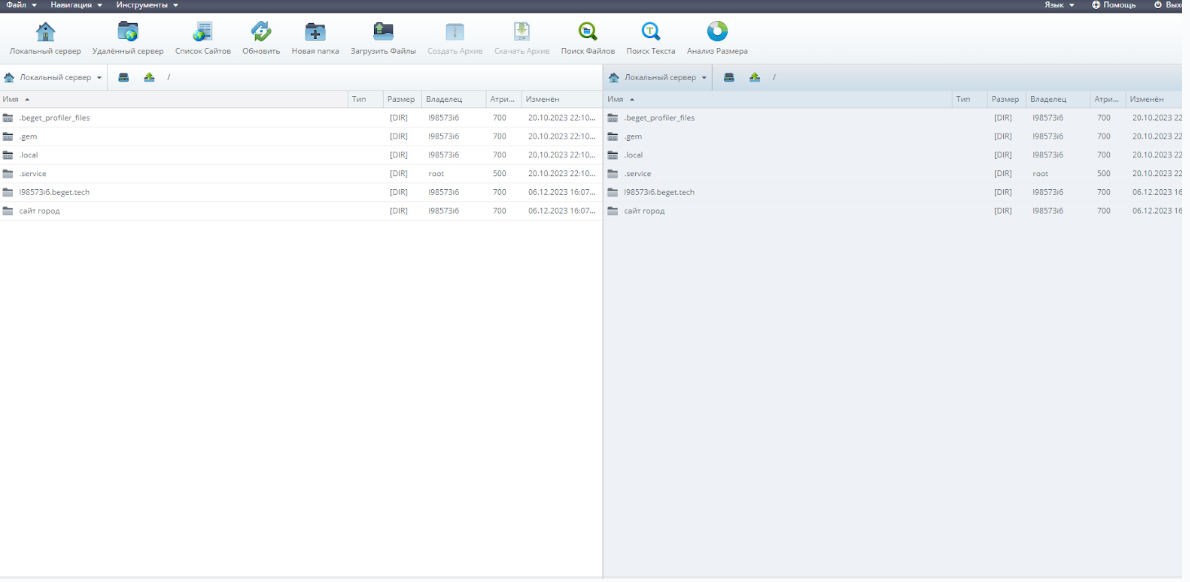 Файл Навигация Инструменты Язык Помощь
Локальный сервер Удалённый сервер Список Сайтов Обновить Новая папка Загрузить Файлы Создать Архив Скачать Архив Поиск Файлов Поиск Текста Анализ Размера
Локальный сервер /
Имя Тип Размер Владелец Атри... Изменён
.beget_profiler_files [DIR] l98573i6 700 20.10.2023 22:10...
.gem [DIR] l98573i6 700 20.10.2023 22:10...
.local [DIR] l98573i6 700 20.10.2023 22:10...
.service [DIR] root 500 20.10.2023 22:10...
l98573i6.beget.tech [DIR] l98573i6 700 06.12.2023 16:07...
сайт город [DIR] l98573i6 700 06.12.2023 16:07...
Локальный сервер /
Имя Тип Размер Владелец Атри... Изменён
.beget_profiler_files [DIR] l98573i6 700 20.10.2023 22
.gem [DIR] l98573i6 700 20.10.2023 22
.local [DIR] l98573i6 700 20.10.2023 22
.service [DIR] root 500 20.10.2023 22
l98573i6.beget.tech [DIR] l98573i6 700 06.12.2023 16
сайт город [DIR] l98573i6 700 06.12.2023 16